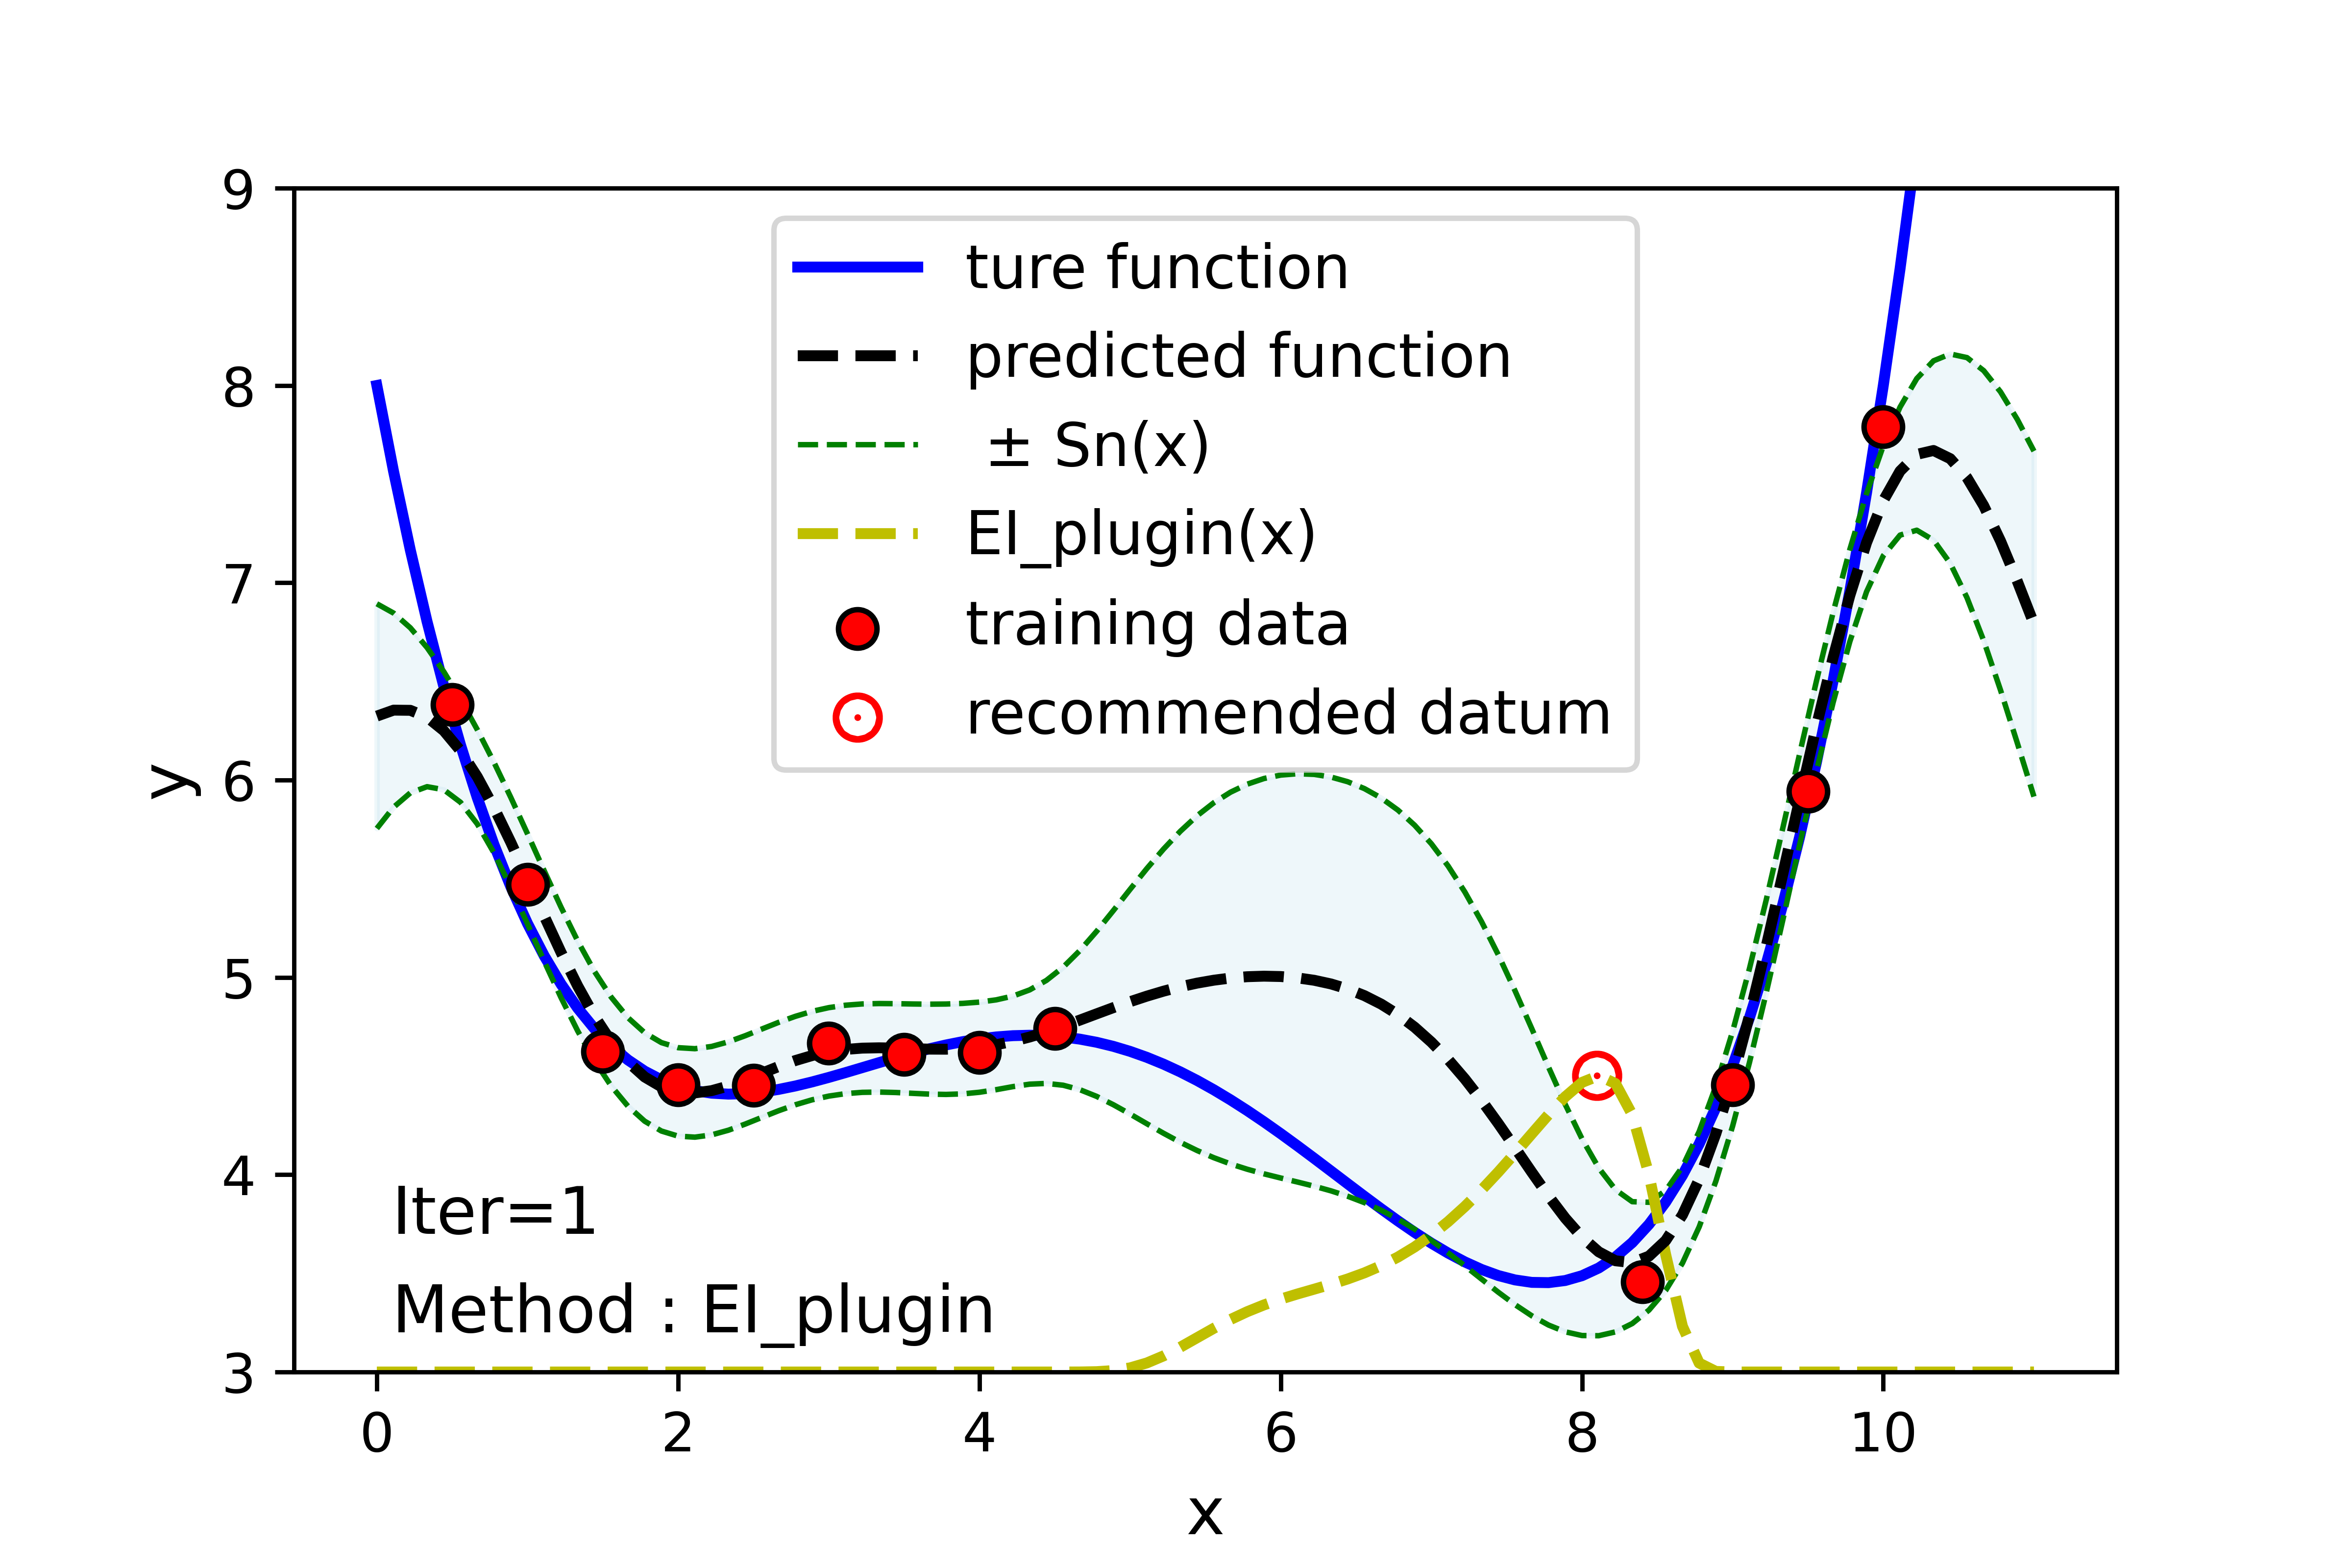 9
8
7
6
5
4
3
y
ture function
predicted function
± Sn(x)
EI_plugin(x)
training data
recommended datum
Iter=1
Method : EI_plugin
0 2 4 6 8 10
x